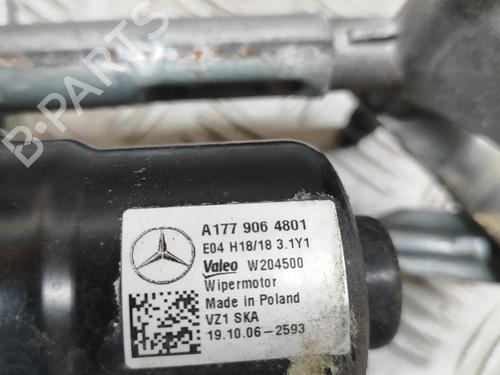 B-PARTS
A177 906 4801
E04 H18/18 3.1Y1
Valeo W204500
Wipermotor
Made in Poland
VZ1 SKA
19.10.06-2593